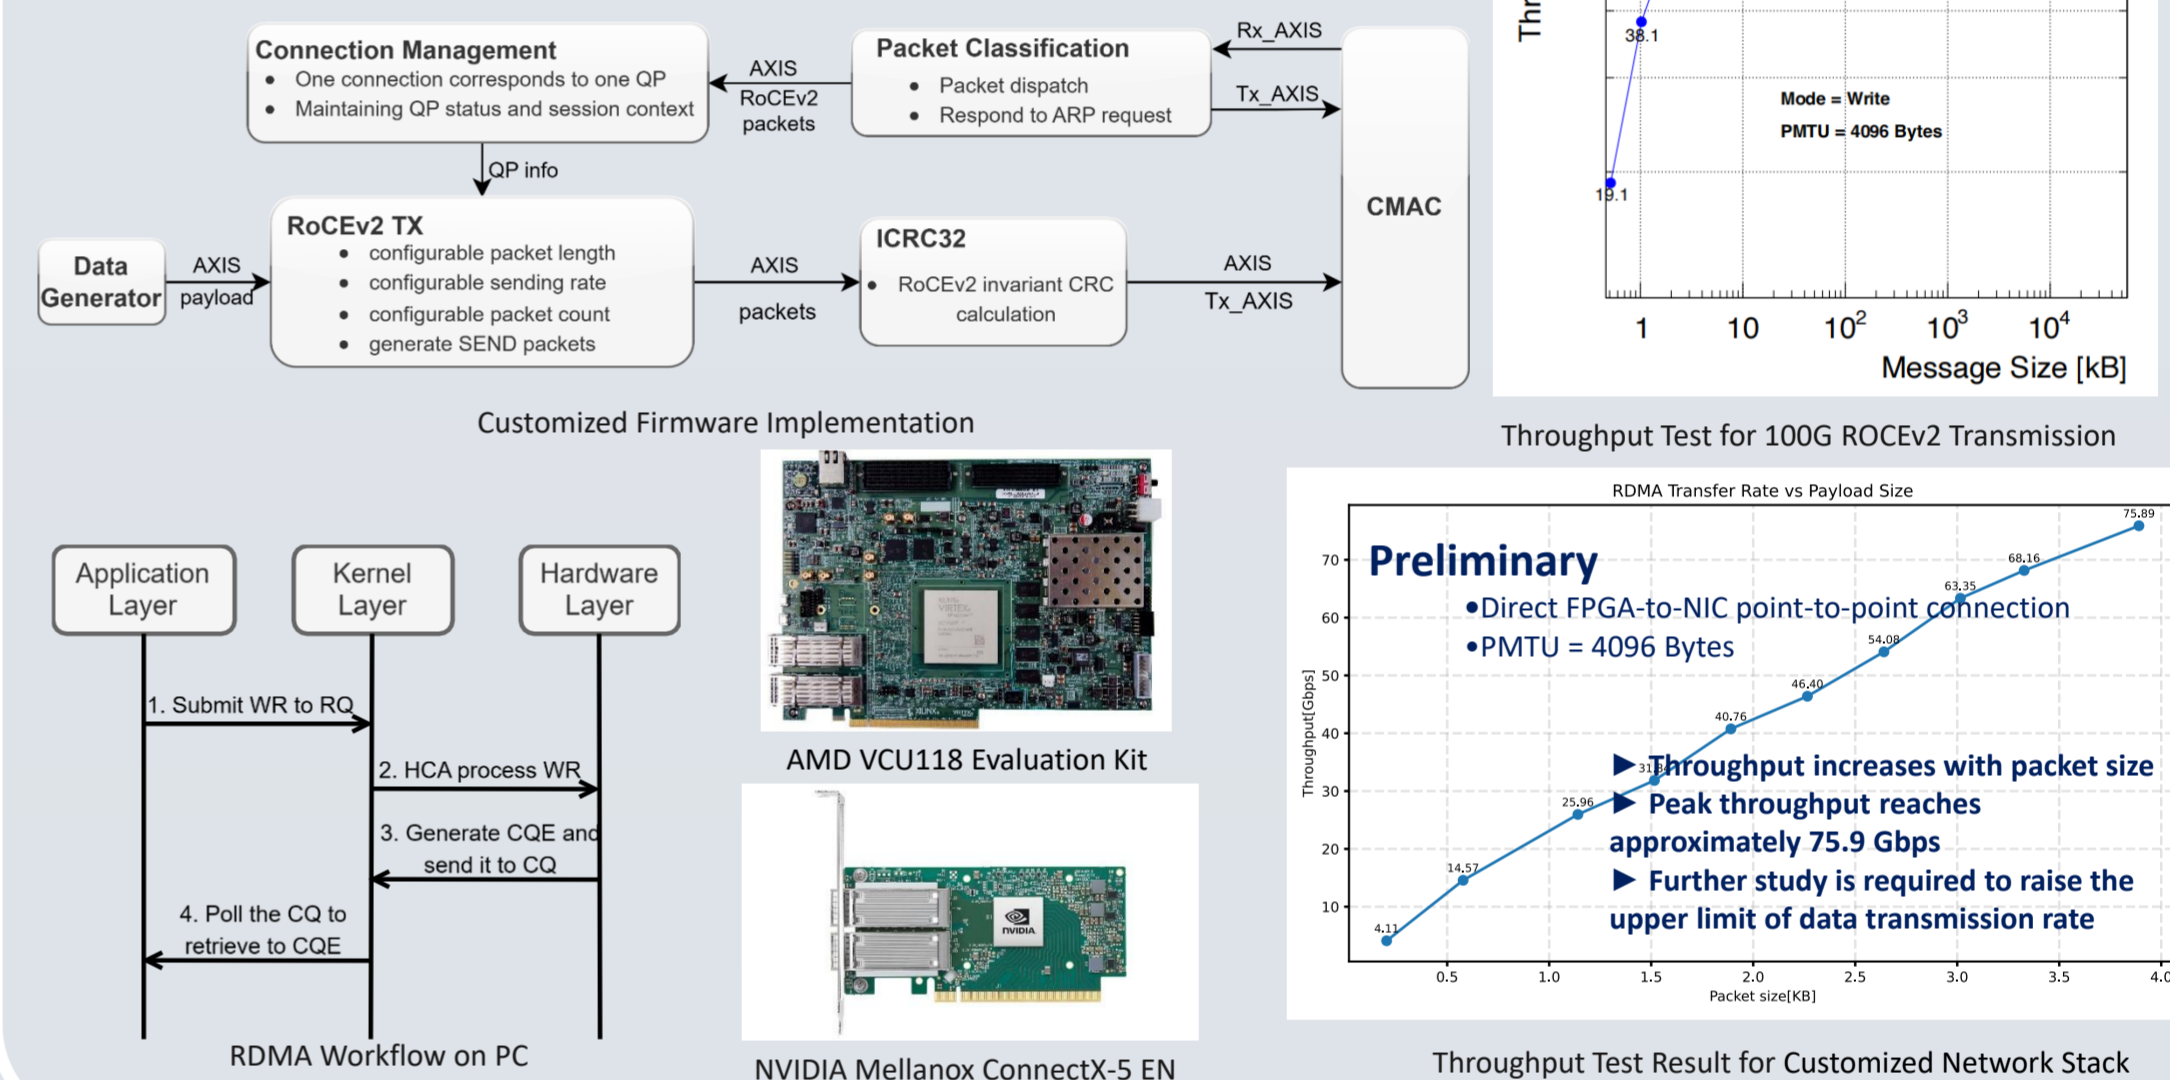 Connection Management
• One connection corresponds to one QP
• Maintaining QP status and session context
AXIS
RoCEv2
packets
Packet Classification
• Packet dispatch
• Respond to ARP request
Rx_AXIS
Tx_AXIS
CMAC
QP info
Data
Generator
AXIS
payload
RoCEv2 TX
• configurable packet length
• configurable sending rate
• configurable packet count
• generate SEND packets
AXIS
packets
ICRC32
• RoCEv2 invariant CRC
calculation
AXIS
Tx_AXIS
Customized Firmware Implementation
Thr
38.1
19.1
Mode = Write
PMTU = 4096 Bytes
1 10 10² 10³ 10⁴
Message Size [kB]
Throughput Test for 100G ROCEv2 Transmission
Application
Layer
Kernel
Layer
Hardware
Layer
1. Submit WR to RQ
2. HCA process WR
3. Generate CQE and
send it to CQ
4. Poll the CQ to
retrieve to CQE
RDMA Workflow on PC
VIRTEX
XILINX
AMD VCU118 Evaluation Kit
NVIDIA
NVIDIA Mellanox ConnectX-5 EN
RDMA Transfer Rate vs Payload Size
Preliminary
•Direct FPGA-to-NIC point-to-point connection
•PMTU = 4096 Bytes
Throughput[Gbps]
70
60
50
40
30
20
10
4.11
14.57
25.96
40.76
46.40
54.08
63.35
68.16
75.89
► Throughput increases with packet size
► Peak throughput reaches
approximately 75.9 Gbps
► Further study is required to raise the
upper limit of data transmission rate
0.5 1.0 1.5 2.0 2.5 3.0 3.5 4.0
Packet size[KB]
Throughput Test Result for Customized Network Stack